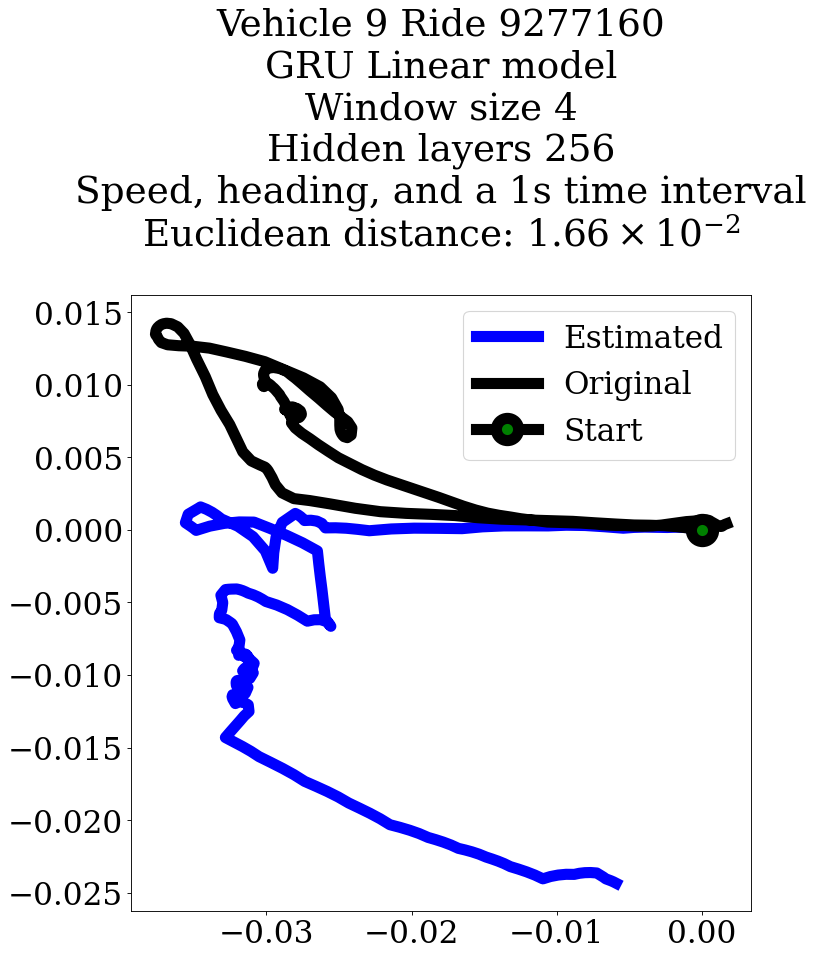 Vehicle 9 Ride 9277160
GRU Linear model
Window size 4
Hidden layers 256
Speed, heading, and a 1s time interval
Euclidean distance: 1.66 × 10⁻²
Estimated
Original
Start
0.015
0.010
0.005
0.000
−0.005
−0.010
−0.015
−0.020
−0.025
−0.03 −0.02 −0.01 0.00